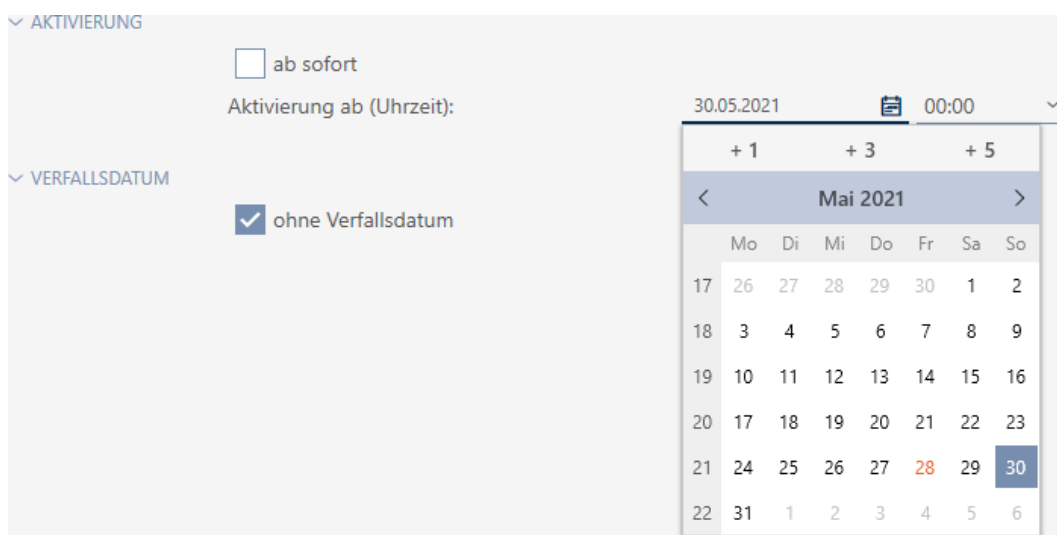 AKTIVIERUNG
ab sofort
Aktivierung ab (Uhrzeit): 30.05.2021 00:00
+ 1 + 3 + 5
VERFALLSDATUM
Mai 2021
ohne Verfallsdatum
Mo Di Mi Do Fr Sa So
17 26 27 28 29 30 1 2
18 3 4 5 6 7 8 9
19 10 11 12 13 14 15 16
20 17 18 19 20 21 22 23
21 24 25 26 27 28 29 30
22 31 1 2 3 4 5 6